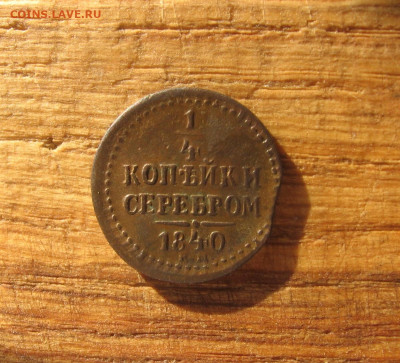 COINS.LAVE.RU
1
4
КОПѢЙКИ
СЕРЕБРОМ
1840